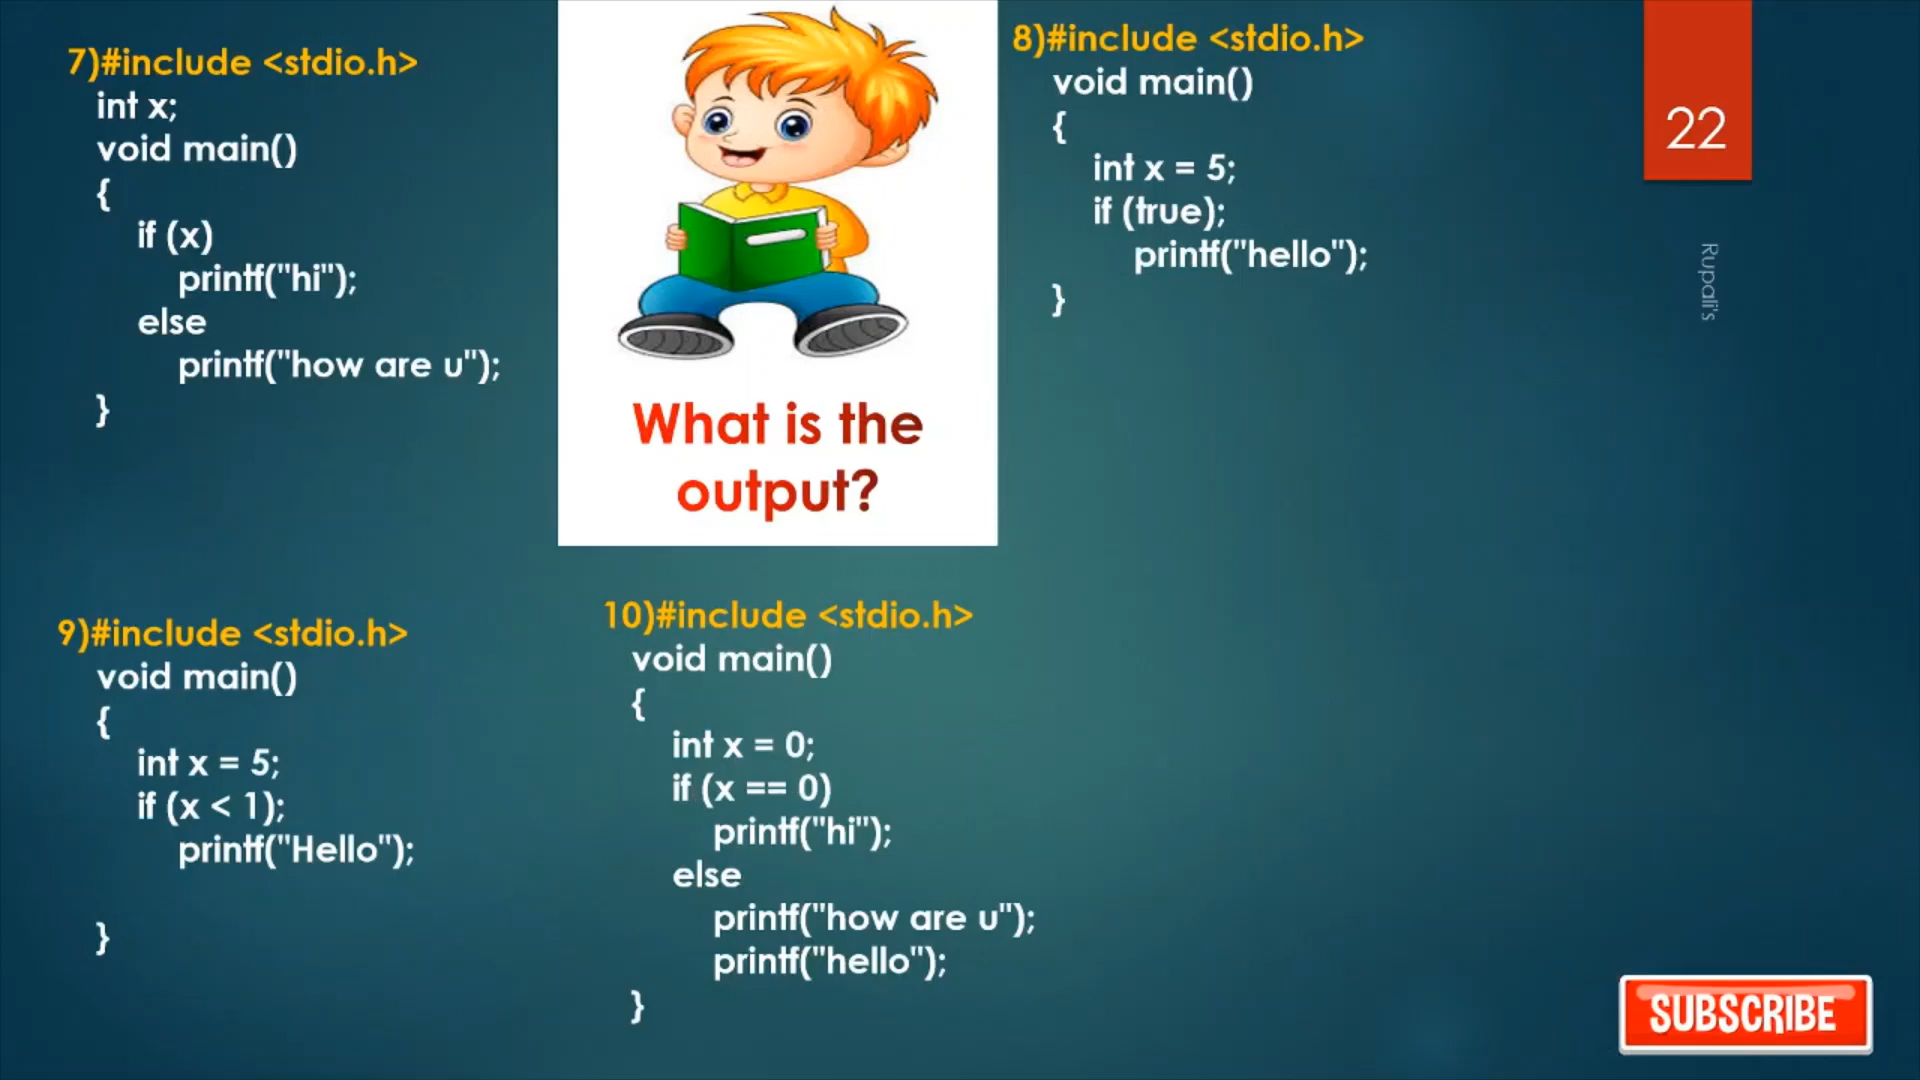 7)#include <stdio.h>
int x;
void main()
{
if (x)
printf("hi");
else
printf("how are u");
}
What is the
output?
8)#include <stdio.h>
void main()
{
int x = 5;
if (true);
printf("hello");
}
22
Rupali's
9)#include <stdio.h>
void main()
{
int x = 5;
if (x < 1);
printf("Hello");
}
10)#include <stdio.h>
void main()
{
int x = 0;
if (x == 0)
printf("hi");
else
printf("how are u");
printf("hello");
}
SUBSCRIBE